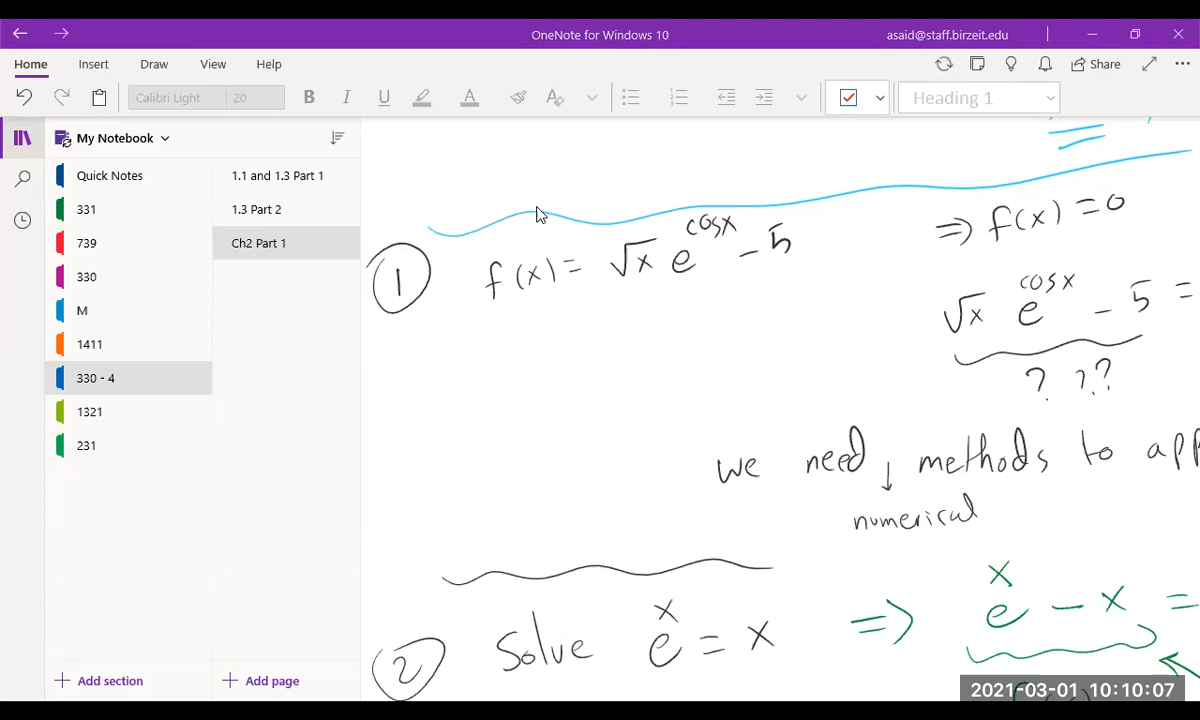 OneNote for Windows 10
asaid@staff.birzeit.edu
Home Insert Draw View Help
Share
Calibri Light 20 B I U A Heading 1
My Notebook
Quick Notes
331
739
330
M
1411
330 - 4
1321
231
1.1 and 1.3 Part 1
1.3 Part 2
Ch2 Part 1
① f(x) = √x e^cosx - 5 ⇒ f(x) = 0
√x e^cosx - 5 =
? ??
we need ↓ methods to app
numerical
② Solve e^x = x ⇒ e^x - x =
+ Add section
+ Add page
2021-03-01 10:10:07